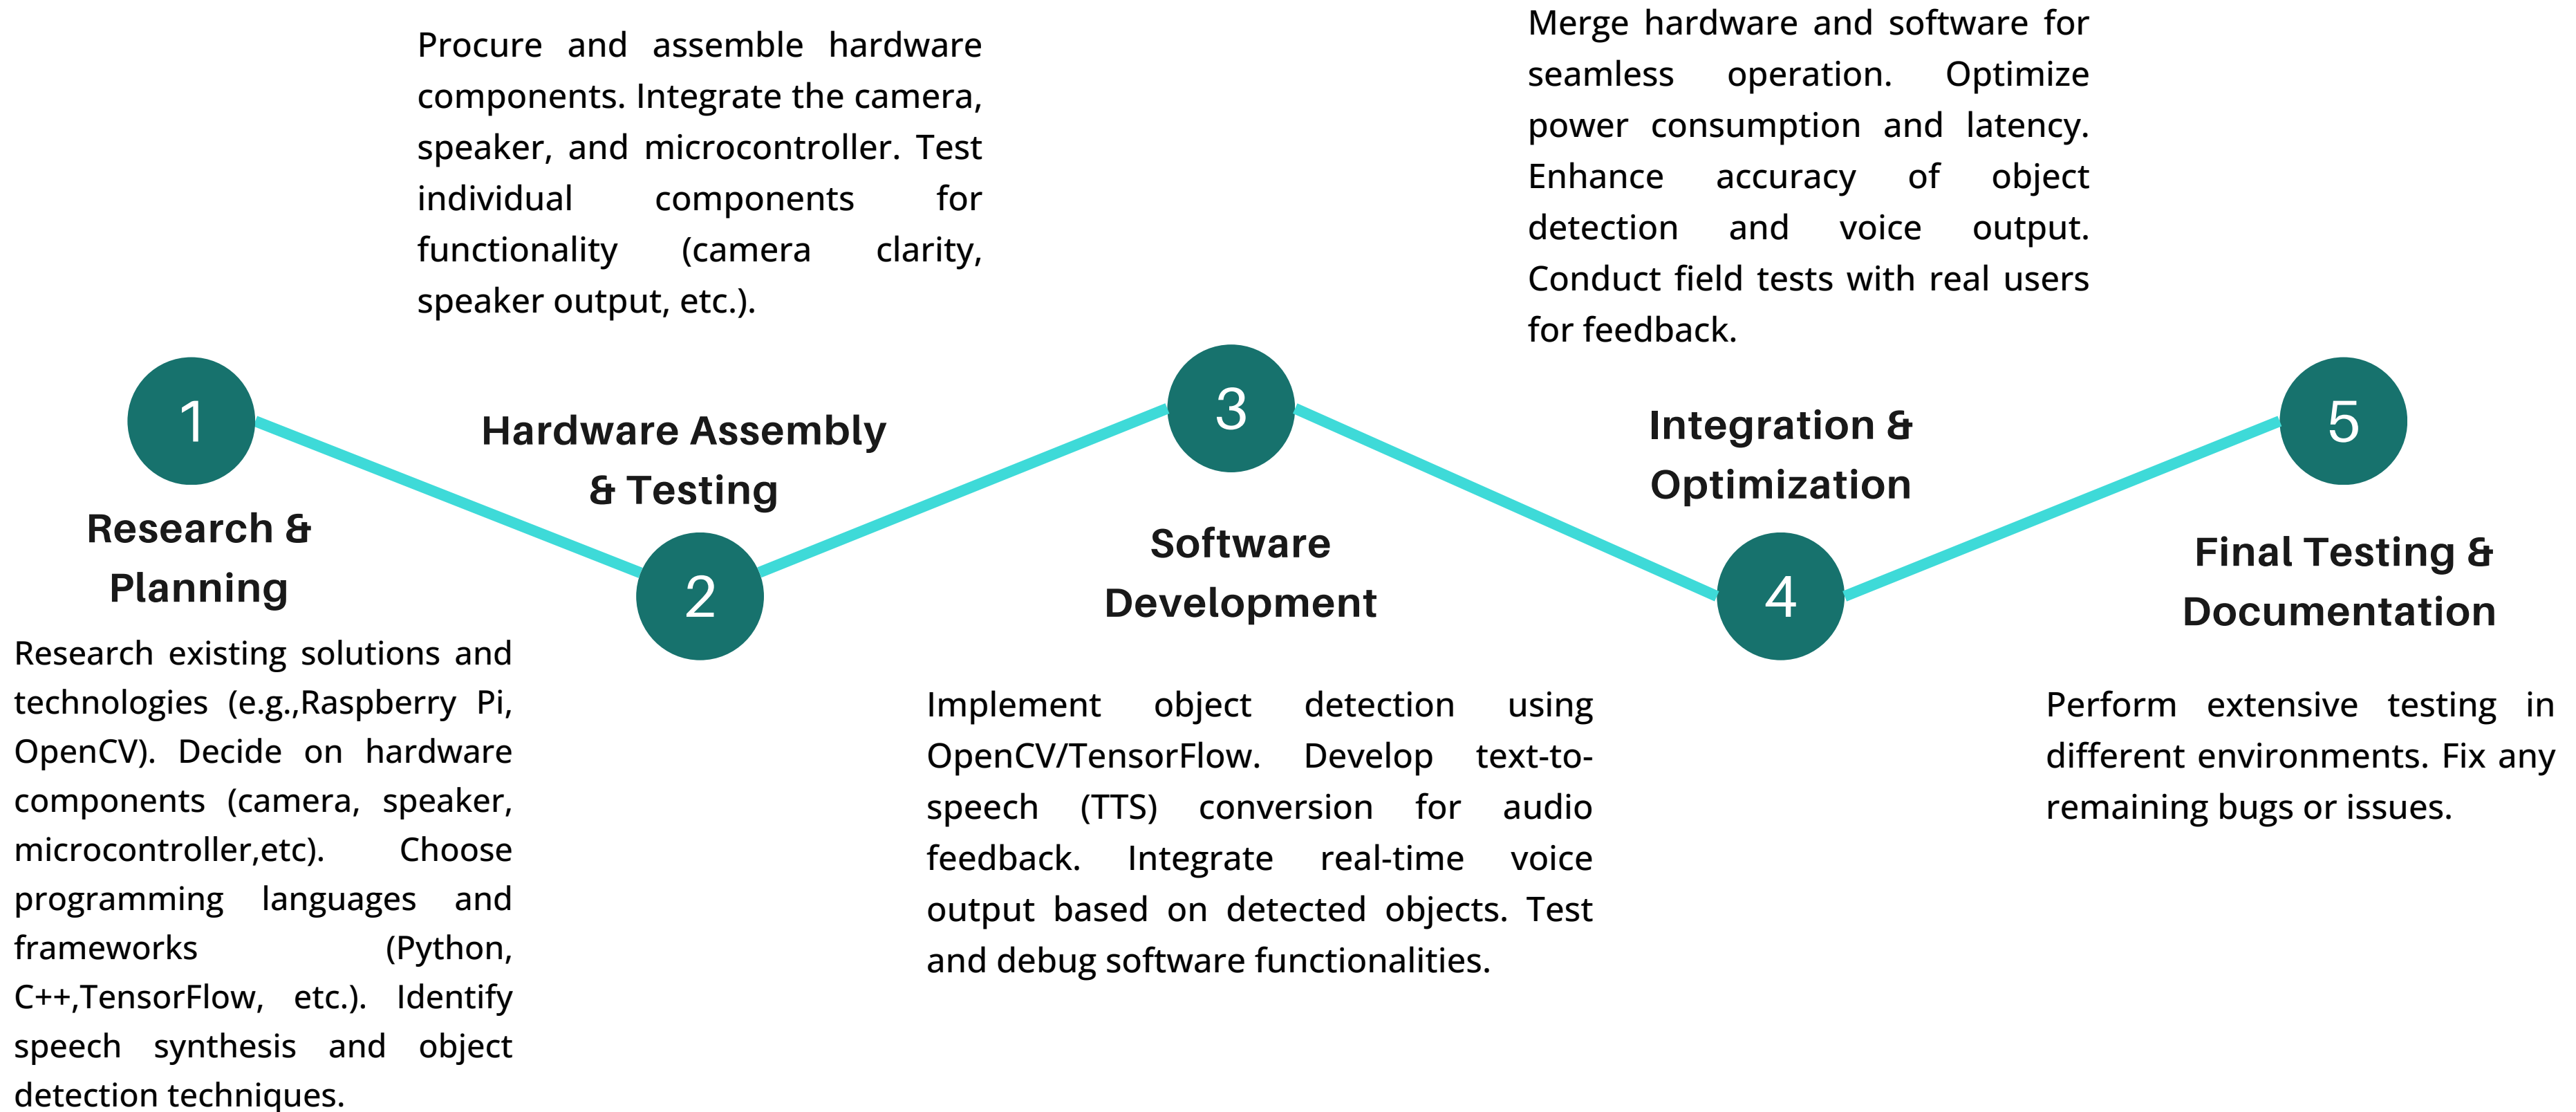 1
Research &
Planning
Research existing solutions and
technologies (e.g.,Raspberry Pi,
OpenCV). Decide on hardware
components (camera, speaker,
microcontroller,etc). Choose
programming languages and
frameworks (Python,
C++,TensorFlow, etc.). Identify
speech synthesis and object
detection techniques.
Procure and assemble hardware
components. Integrate the camera,
speaker, and microcontroller. Test
individual components for
functionality (camera clarity,
speaker output, etc.).
Hardware Assembly
& Testing
2
3
Software
Development
Implement object detection using
OpenCV/TensorFlow. Develop text-to-
speech (TTS) conversion for audio
feedback. Integrate real-time voice
output based on detected objects. Test
and debug software functionalities.
Merge hardware and software for
seamless operation. Optimize
power consumption and latency.
Enhance accuracy of object
detection and voice output.
Conduct field tests with real users
for feedback.
Integration &
Optimization
4
5
Final Testing &
Documentation
Perform extensive testing in
different environments. Fix any
remaining bugs or issues.